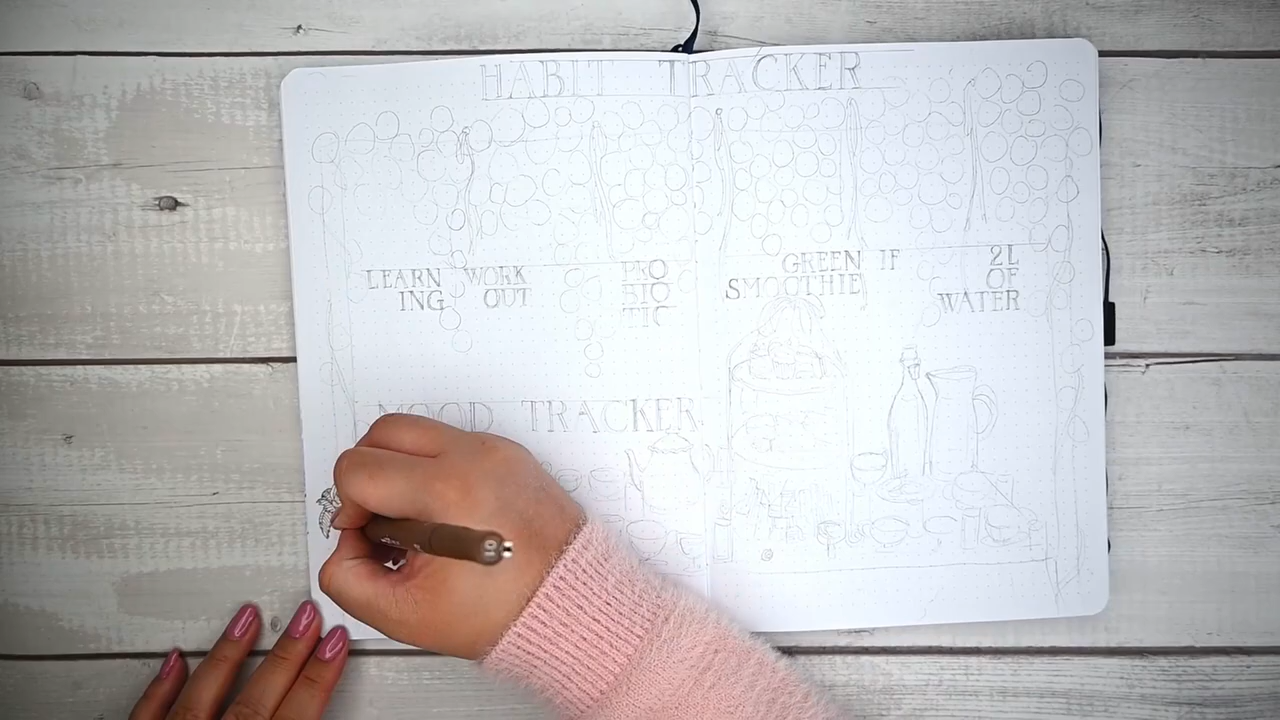 HABIT TRACKER
LEARN
ING
WORK
OUT
PRO
BIO
TIC
GREEN IF
SMOOTHIE
2L
OF
WATER
MOOD TRACKER